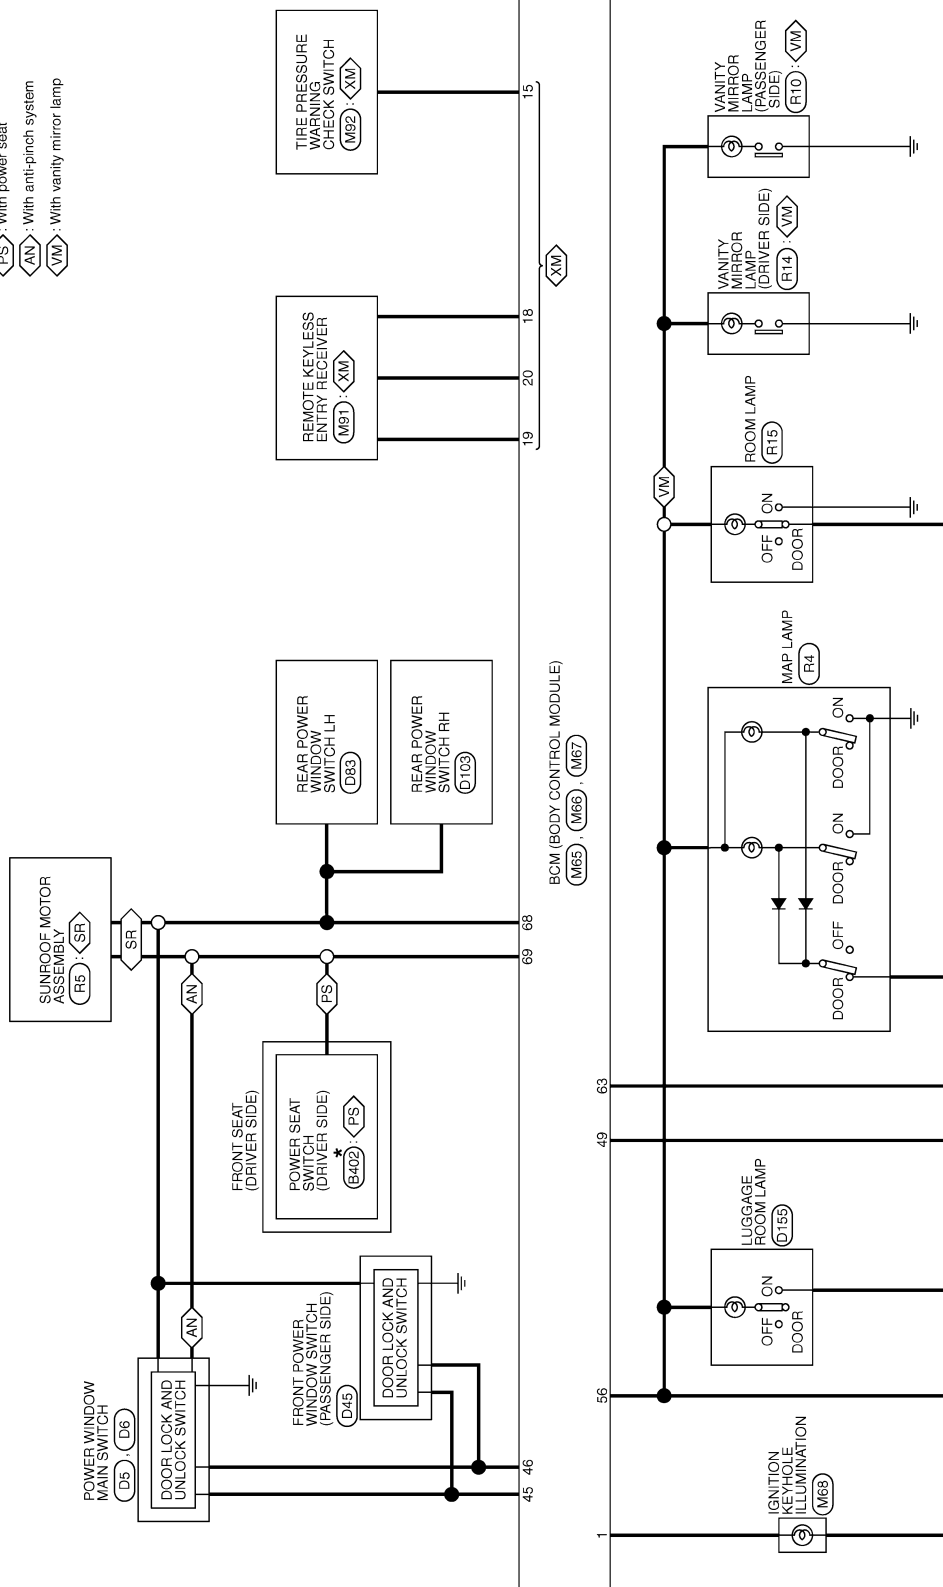 PS : With power seat
AN : With anti-pinch system
VM : With vanity mirror lamp
POWER WINDOW
MAIN SWITCH
D5 , D6
DOOR LOCK AND
UNLOCK SWITCH
AN
AN
SUNROOF MOTOR
ASSEMBLY
R5 : SR
SR
FRONT POWER
WINDOW SWITCH
(PASSENGER SIDE)
D45
DOOR LOCK AND
UNLOCK SWITCH
FRONT SEAT
(DRIVER SIDE)
POWER SEAT
SWITCH
(DRIVER SIDE)
*
B402 : PS
PS
REAR POWER
WINDOW
SWITCH LH
D83
REAR POWER
WINDOW
SWITCH RH
D103
REMOTE KEYLESS
ENTRY RECEIVER
M91 : XM
TIRE PRESSURE
WARNING
CHECK SWITCH
M92 : XM
45
46
69
68
19
20
18
15
XM
BCM (BODY CONTROL MODULE)
M65 , M66 , M67
1
56
49
63
VM
IGNITION
KEYHOLE
ILLUMINATION
M68
LUGGAGE
ROOM LAMP
D155
OFF
ON
DOOR
MAP LAMP
R4
DOOR
OFF
DOOR
ON
DOOR
ON
ROOM LAMP
R15
OFF
ON
DOOR
VANITY
MIRROR
LAMP
(DRIVER SIDE)
R14 : VM
VANITY
MIRROR
LAMP
(PASSENGER
SIDE)
R10 : VM